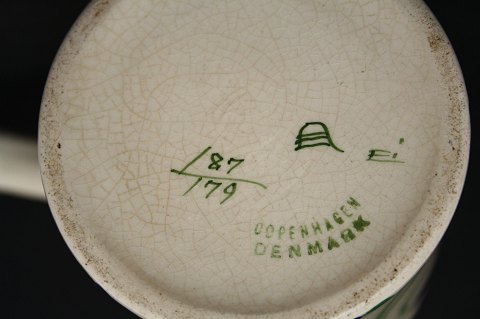 187
179
Ei
COPENHAGEN
DENMARK